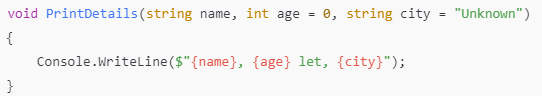 void PrintDetails(string name, int age = 0, string city = "Unknown")
{
    Console.WriteLine($"{name}, {age} let, {city}");
}